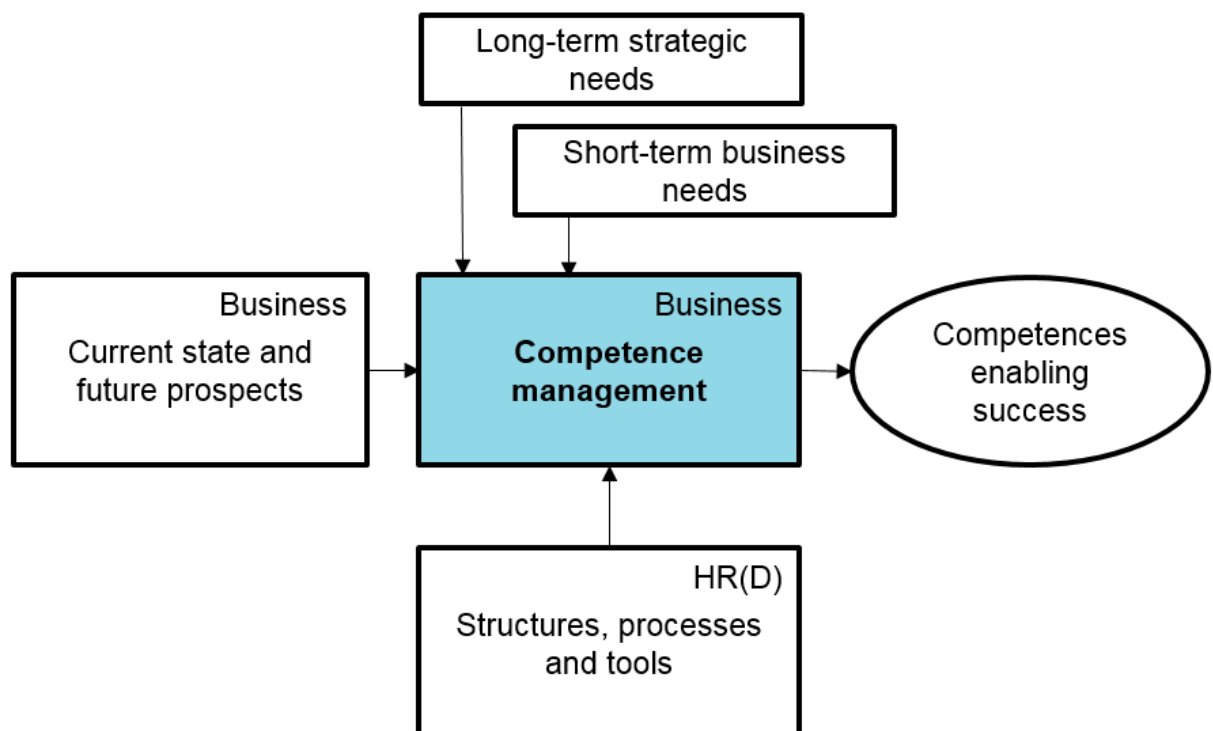 Long-term strategic
needs
Short-term business
needs
Business
Current state and
future prospects
Business
Competence
management
Competences
enabling
success
HR(D)
Structures, processes
and tools